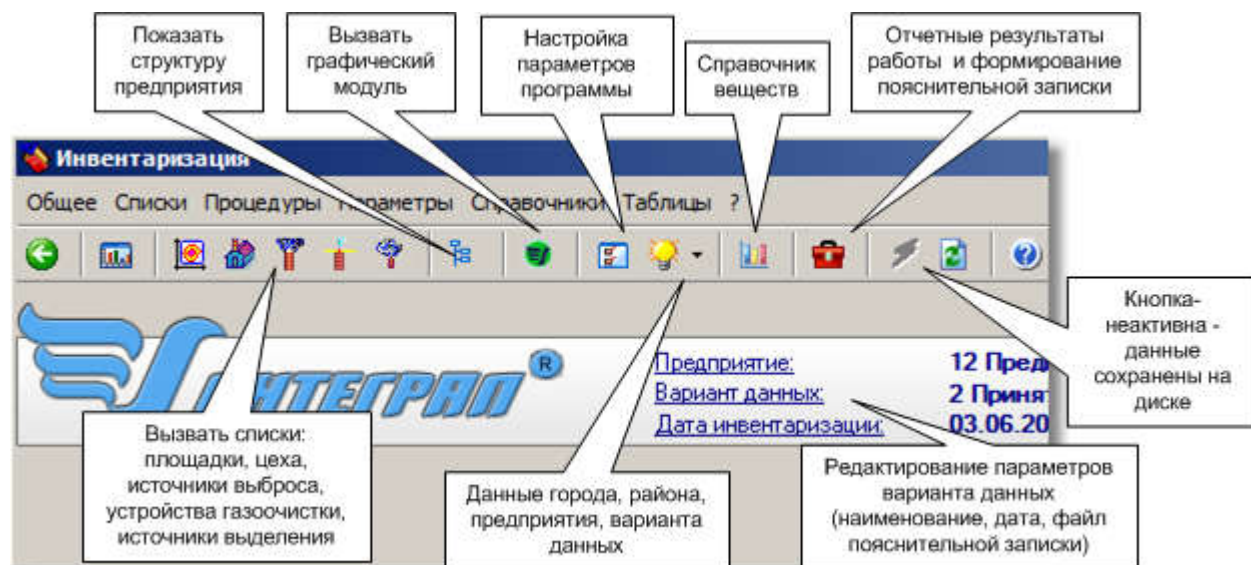 Показать
структуру
предприятия
Вызвать
графический
модуль
Настройка
параметров
программы
Справочник
веществ
Отчетные результаты
работы и формирование
пояснительной записки
Инвентаризация
Общее Списки Процедуры Параметры Справочники Таблицы ?
ИНТЕГРАЛ ®
Предприятие: 12
Вариант данных: 2
Дата инвентаризации: 03.06.20
Кнопка-
неактивна -
данные
сохранены на
диске
Вызвать списки:
площадки, цеха,
источники выброса,
устройства газоочистки,
источники выделения
Данные города, района,
предприятия, варианта
данных
Редактирование параметров
варианта данных
(наименование, дата, файл
пояснительной записки)